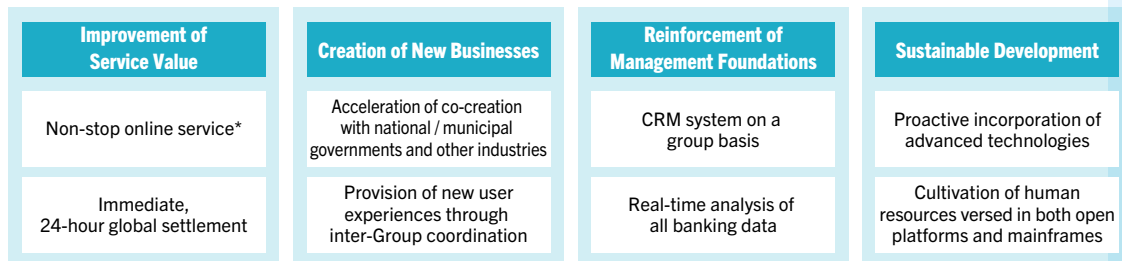 Improvement of
Service Value
Non-stop online service*
Immediate,
24-hour global settlement
Creation of New Businesses
Acceleration of co-creation
with national / municipal
governments and other industries
Provision of new user
experiences through
inter-Group coordination
Reinforcement of
Management Foundations
CRM system on a
group basis
Real-time analysis of
all banking data
Sustainable Development
Proactive incorporation of
advanced technologies
Cultivation of human
resources versed in both open
platforms and mainframes